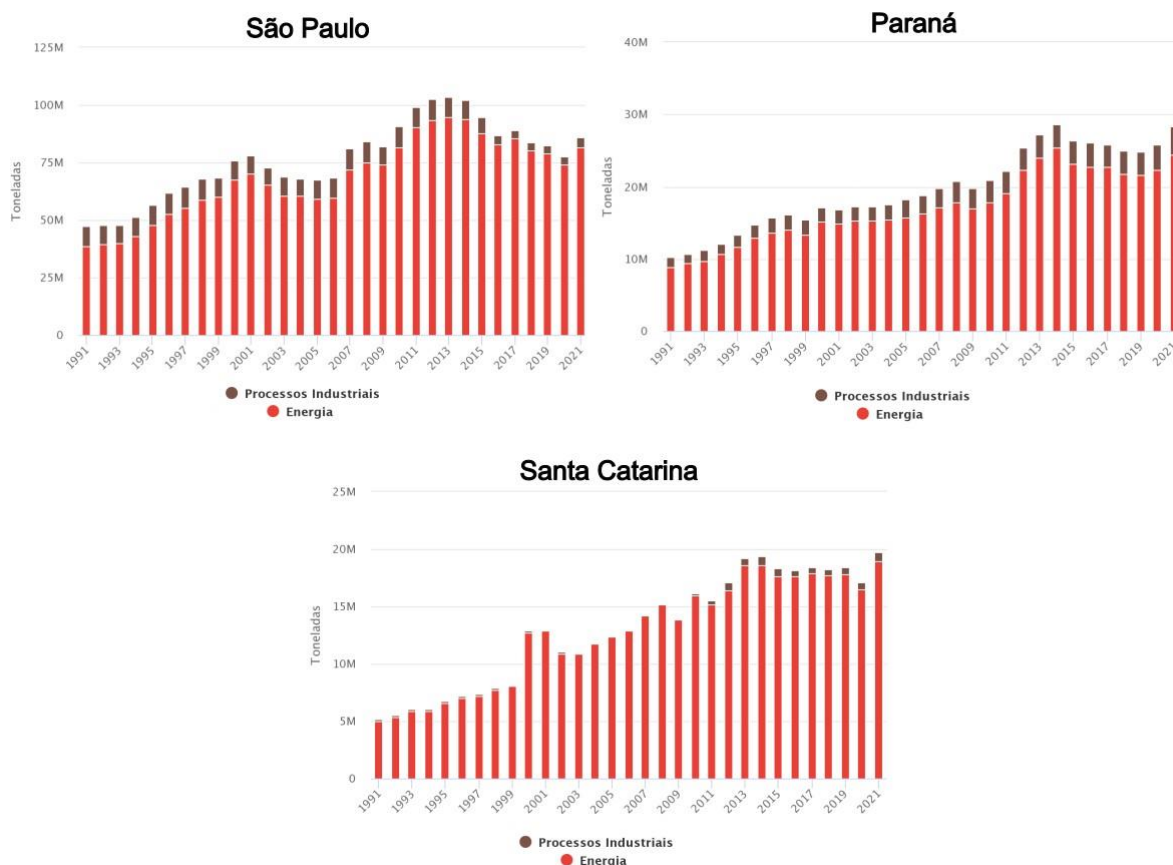 São Paulo
125M
100M
75M
50M
25M
0
Toneladas
1991
1993
1995
1997
1999
2001
2003
2005
2007
2009
2011
2013
2015
2017
2019
2021
Processos Industriais
Energia
Paraná
40M
30M
20M
10M
0
Toneladas
1991
1993
1995
1997
1999
2001
2003
2005
2007
2009
2011
2013
2015
2017
2019
2021
Processos Industriais
Energia
Santa Catarina
25M
20M
15M
10M
5M
0
Toneladas
1991
1993
1995
1997
1999
2001
2003
2005
2007
2009
2011
2013
2015
2017
2019
2021
Processos Industriais
Energia